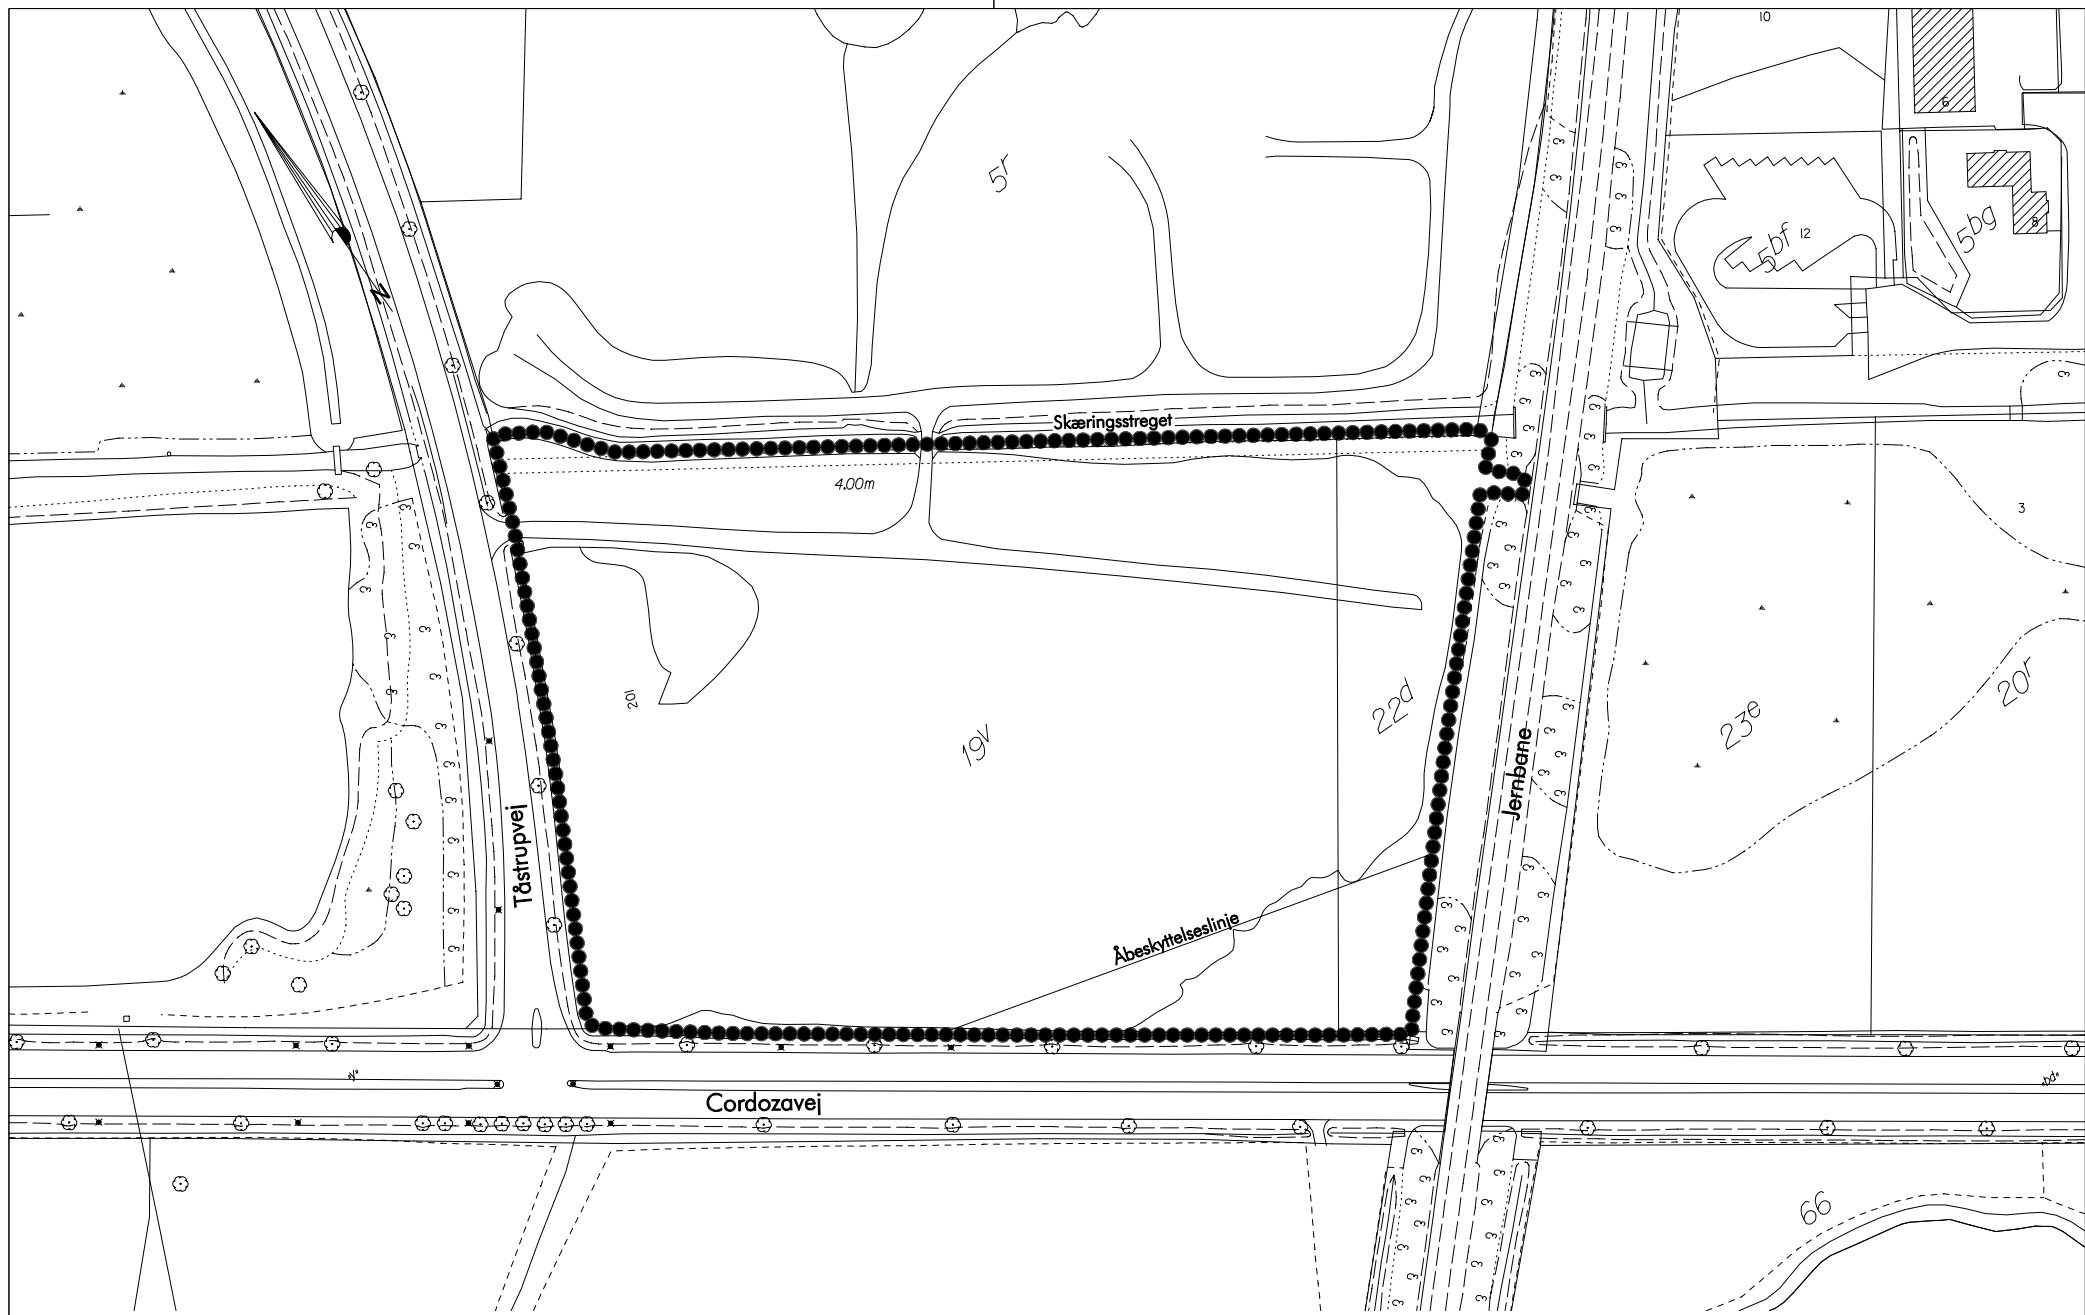 10
6
5r
5bf
12
5bg
8
N
Skæringsstreget
4.00m
3
201
19v
22d
23e
20r
Jernbane
Tåstrupvej
Åbeskyttelseslinje
"y"
"bd"
Cordozavej
66